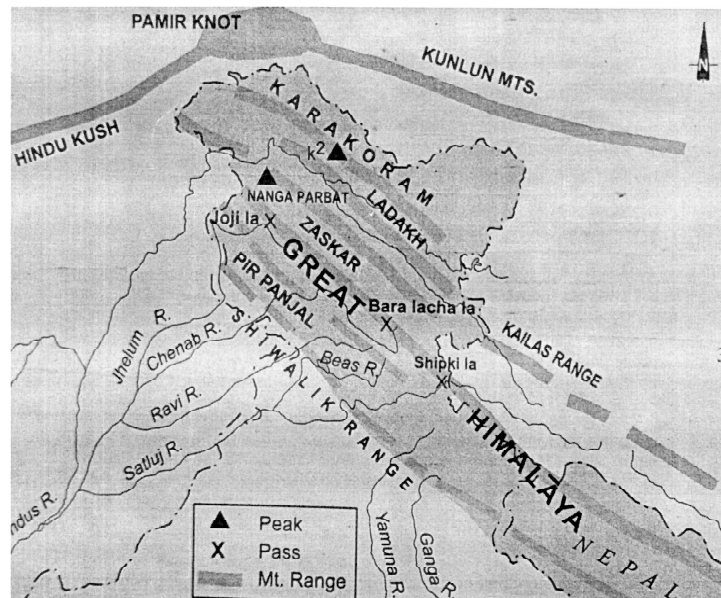 PAMIR KNOT
N
KUNLUN MTS.
HINDU KUSH
KARAKORAM
k²
LADAKH
NANGA PARBAT
Joji la
ZASKAR
GREAT
PIR PANJAL
Bara lacha la
Jhelum R.
Chenab R.
SHIWALIK RANGE
Beas R.
Shipki la
KAILAS RANGE
Ravi R.
Satluj R.
HIMALAYA
ndus R.
NEPAL
Yamuna R.
Ganga R.
Peak
X Pass
Mt. Range